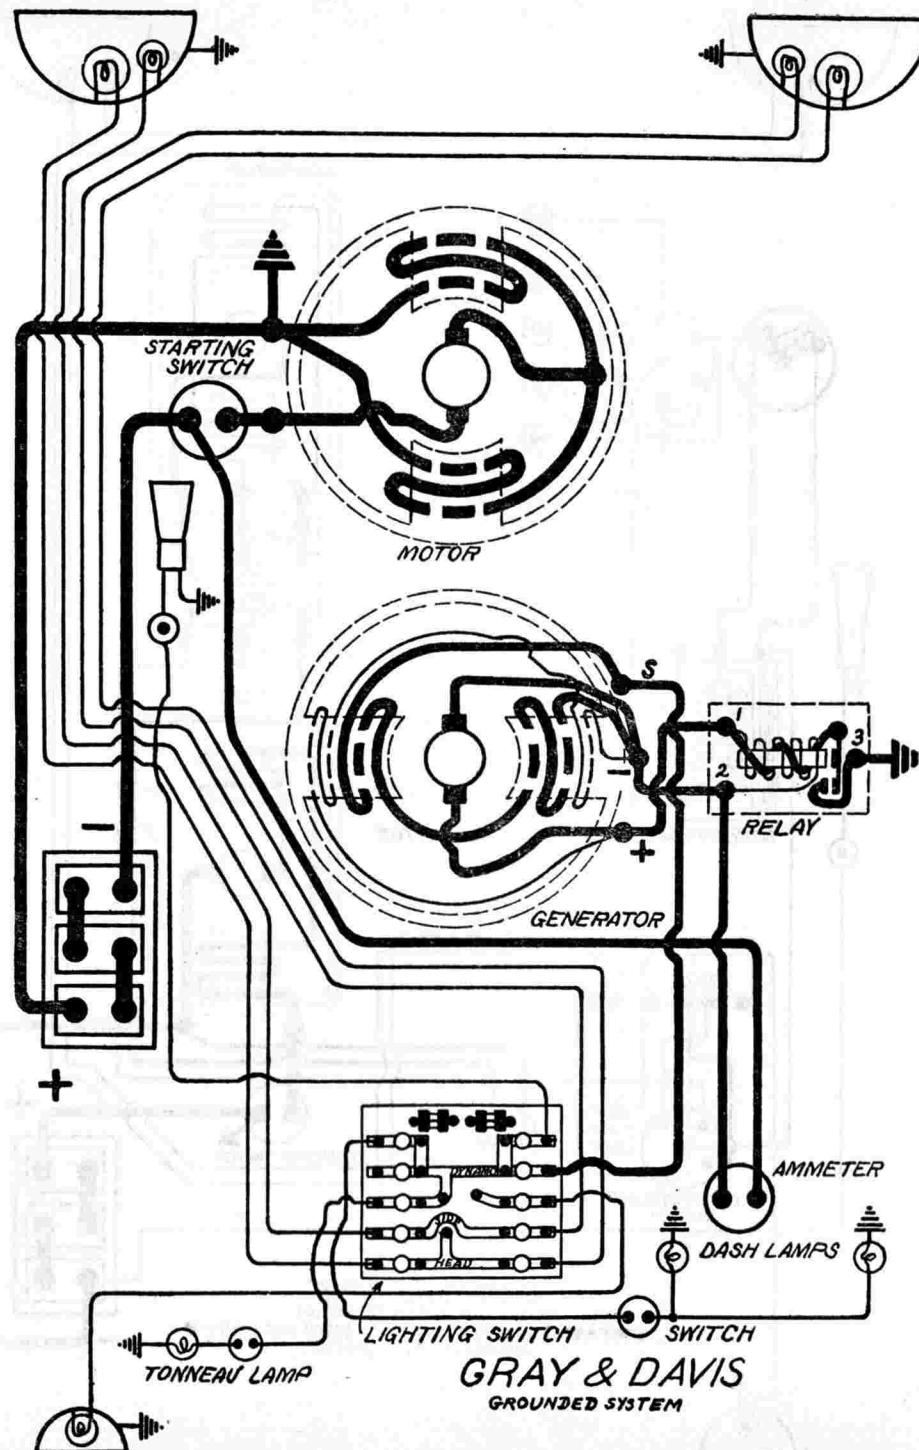 STARTING
SWITCH
MOTOR
S
1
3
2
−
−
RELAY
+
GENERATOR
+
DYNAMO
AMMETER
SIDE
HEAD
DASH LAMPS
LIGHTING SWITCH
SWITCH
TONNEAU LAMP
GRAY & DAVIS
GROUNDED SYSTEM